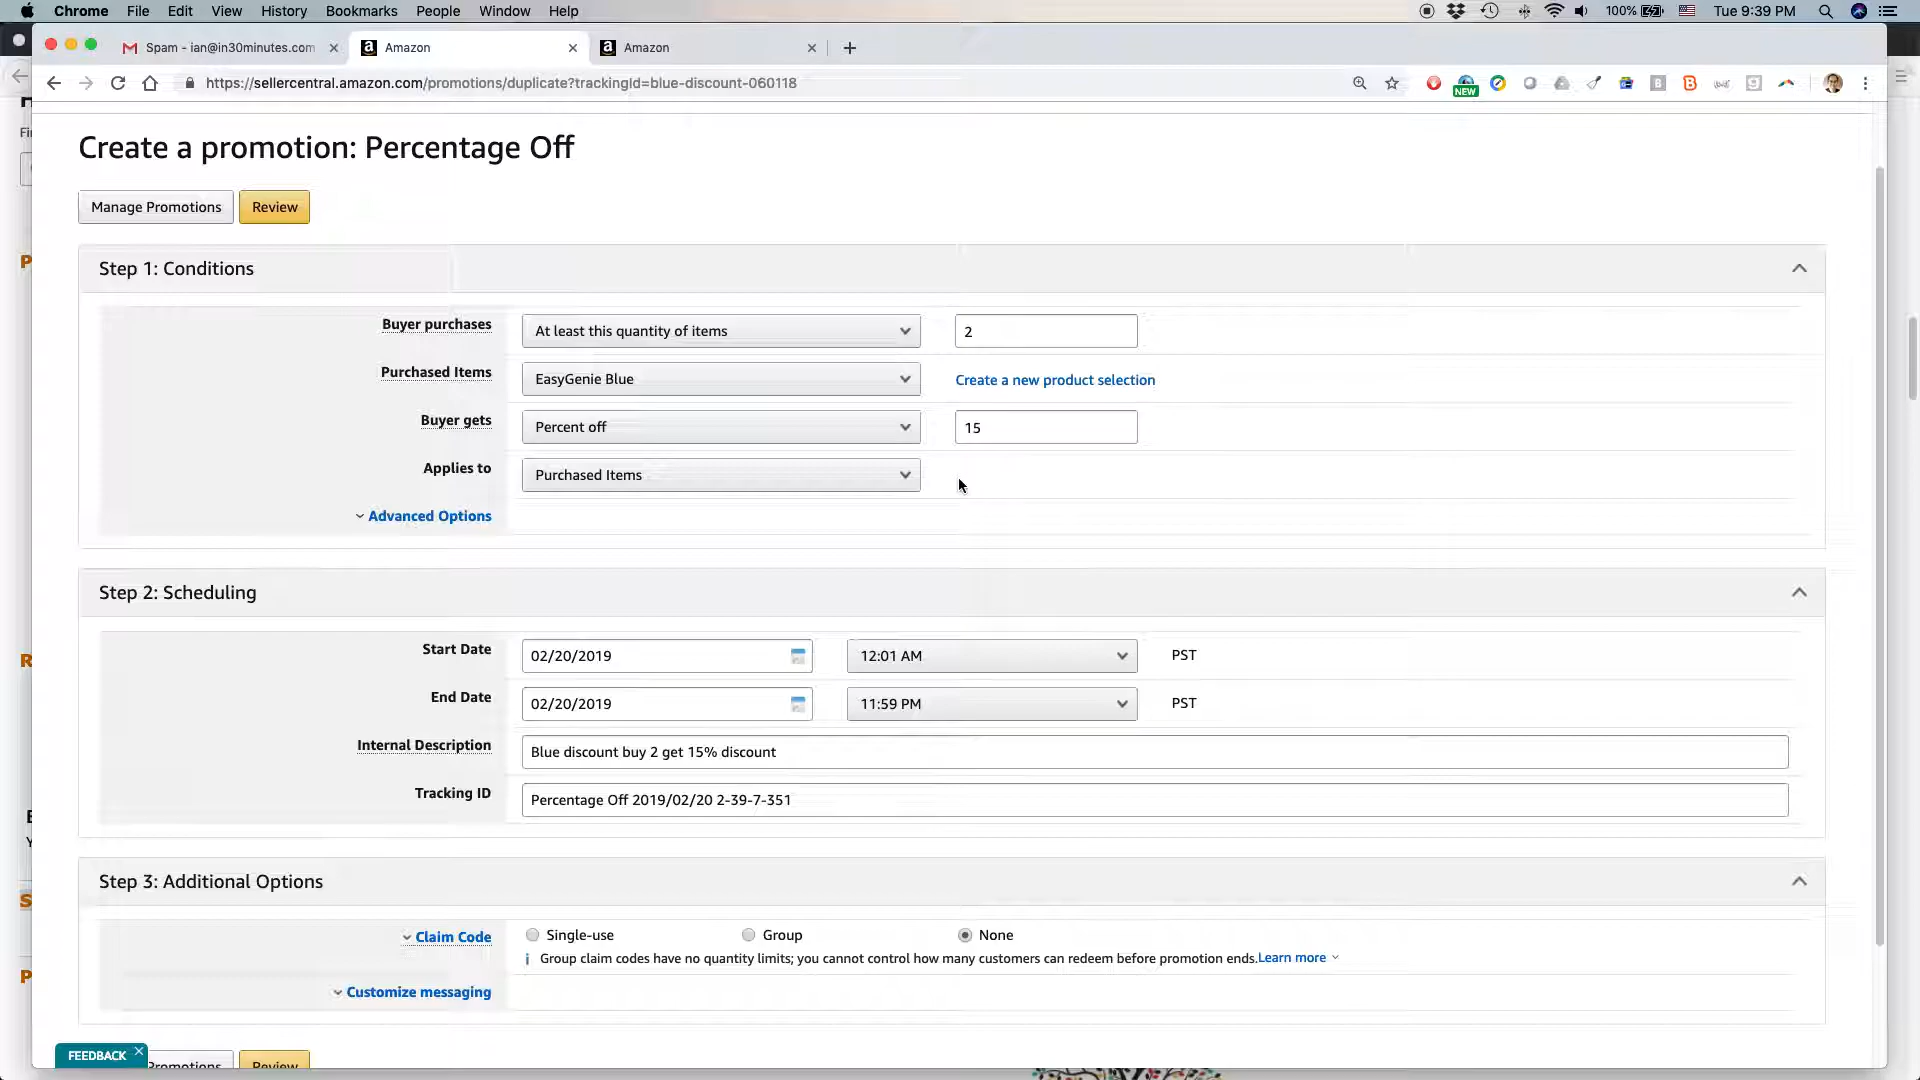 Chrome File Edit View History Bookmarks People Window Help 100% Tue 9:39 PM
Spam - ian@in30minutes.com Amazon Amazon
https://sellercentral.amazon.com/promotions/duplicate?trackingId=blue-discount-060118
NEW
Create a promotion: Percentage Off
Manage Promotions Review
Step 1: Conditions
Buyer purchases At least this quantity of items 2
Purchased Items EasyGenie Blue Create a new product selection
Buyer gets Percent off 15
Applies to Purchased Items
Advanced Options
Step 2: Scheduling
Start Date 02/20/2019 12:01 AM PST
End Date 02/20/2019 11:59 PM PST
Internal Description Blue discount buy 2 get 15% discount
Tracking ID Percentage Off 2019/02/20 2-39-7-351
Step 3: Additional Options
Claim Code Single-use Group None
Group claim codes have no quantity limits; you cannot control how many customers can redeem before promotion ends. Learn more
Customize messaging
FEEDBACK Promotions Review